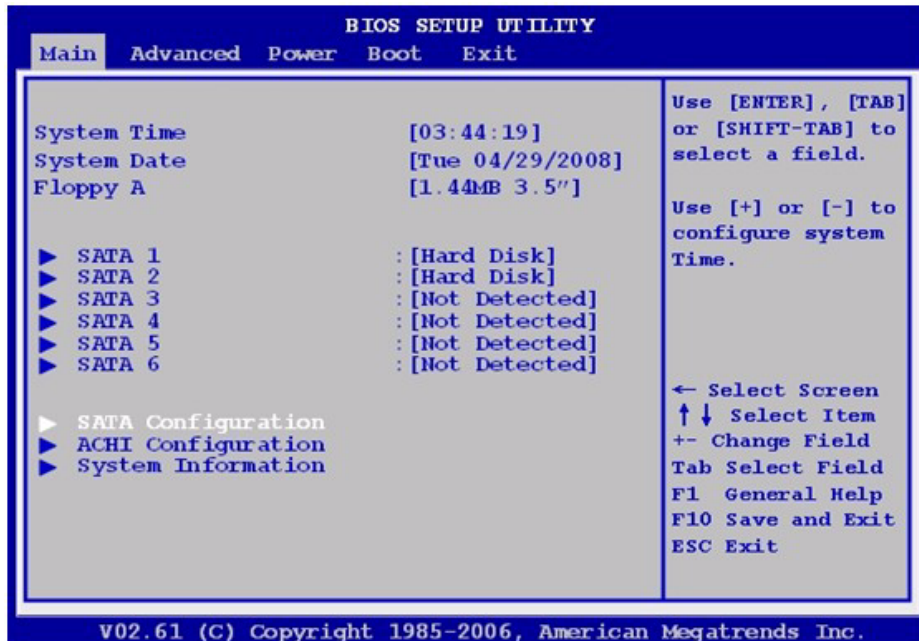 BIOS SETUP UTILITY
Main Advanced Power Boot Exit
System Time [03:44:19]
System Date [Tue 04/29/2008]
Floppy A [1.44MB 3.5″]
▶ SATA 1 :[Hard Disk]
▶ SATA 2 :[Hard Disk]
▶ SATA 3 :[Not Detected]
▶ SATA 4 :[Not Detected]
▶ SATA 5 :[Not Detected]
▶ SATA 6 :[Not Detected]
▶ SATA Configuration
▶ ACHI Configuration
▶ System Information
Use [ENTER], [TAB]
or [SHIFT-TAB] to
select a field.
Use [+] or [-] to
configure system
Time.
← Select Screen
↑↓ Select Item
+- Change Field
Tab Select Field
F1 General Help
F10 Save and Exit
ESC Exit
V02.61 (C) Copyright 1985-2006, American Megatrends Inc.